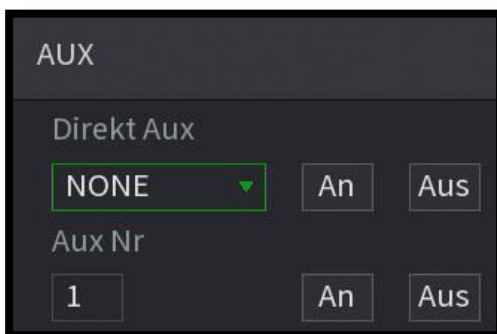 AUX
Direkt Aux
NONE An Aus
Aux Nr
1 An Aus